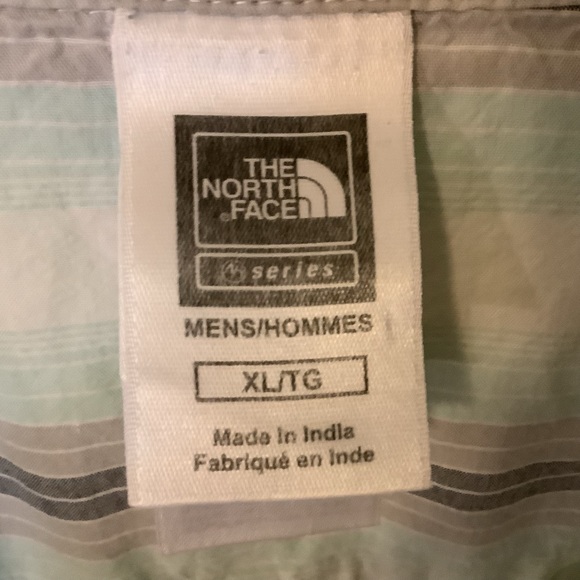 THE
NORTH
FACE
series
MENS/HOMMES
XL/TG
Made in India
Fabriqué en Inde